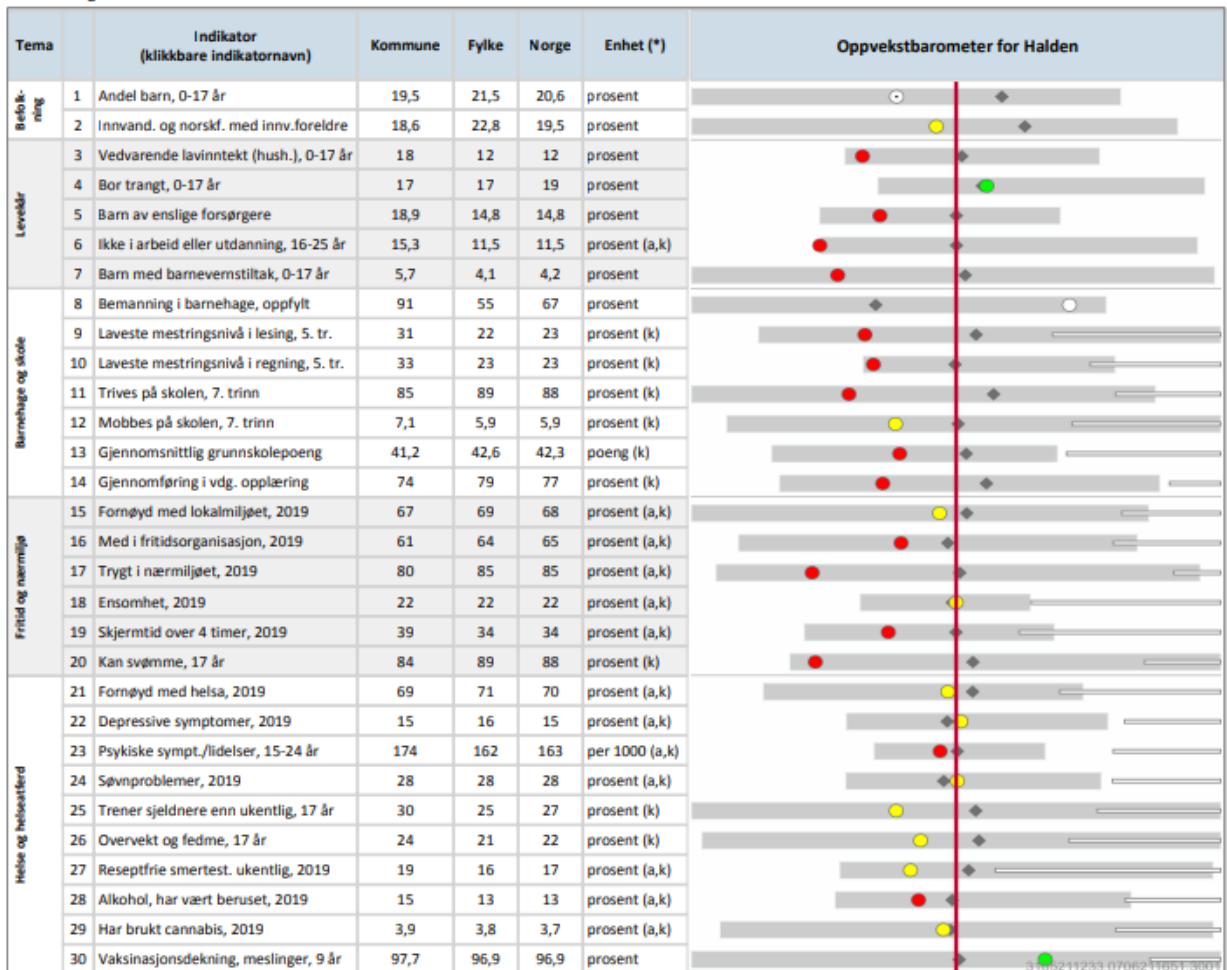 Tema Indikator (klikkbare indikatornavn) Kommune Fylke Norge Enhet (*) Oppvekstbarometer for Halden
Befolk-
ning
1 Andel barn, 0-17 år 19,5 21,5 20,6 prosent
2 Innvand. og norskf. med innv.foreldre 18,6 22,8 19,5 prosent
Levekår
3 Vedvarende lavinntekt (hush.), 0-17 år 18 12 12 prosent
4 Bor trangt, 0-17 år 17 17 19 prosent
5 Barn av enslige forsørgere 18,9 14,8 14,8 prosent
6 Ikke i arbeid eller utdanning, 16-25 år 15,3 11,5 11,5 prosent (a,k)
7 Barn med barnevernstiltak, 0-17 år 5,7 4,1 4,2 prosent
Barnehage og skole
8 Bemanning i barnehage, oppfylt 91 55 67 prosent
9 Laveste mestringsnivå i lesing, 5. tr. 31 22 23 prosent (k)
10 Laveste mestringsnivå i regning, 5. tr. 33 23 23 prosent (k)
11 Trives på skolen, 7. trinn 85 89 88 prosent (k)
12 Mobbes på skolen, 7. trinn 7,1 5,9 5,9 prosent (k)
13 Gjennomsnittlig grunnskolepoeng 41,2 42,6 42,3 poeng (k)
14 Gjennomføring i vdg. opplæring 74 79 77 prosent (k)
Fritid og nærmiljø
15 Fornøyd med lokalmiljøet, 2019 67 69 68 prosent (a,k)
16 Med i fritidsorganisasjon, 2019 61 64 65 prosent (a,k)
17 Trygt i nærmiljøet, 2019 80 85 85 prosent (a,k)
18 Ensomhet, 2019 22 22 22 prosent (a,k)
19 Skjermtid over 4 timer, 2019 39 34 34 prosent (a,k)
20 Kan svømme, 17 år 84 89 88 prosent (k)
Helse og helseatferd
21 Fornøyd med helsa, 2019 69 71 70 prosent (a,k)
22 Depressive symptomer, 2019 15 16 15 prosent (a,k)
23 Psykiske sympt./lidelser, 15-24 år 174 162 163 per 1000 (a,k)
24 Søvnproblemer, 2019 28 28 28 prosent (a,k)
25 Trener sjeldnere enn ukentlig, 17 år 30 25 27 prosent (k)
26 Overvekt og fedme, 17 år 24 21 22 prosent (k)
27 Reseptfrie smertest. ukentlig, 2019 19 16 17 prosent (a,k)
28 Alkohol, har vært beruset, 2019 15 13 13 prosent (a,k)
29 Har brukt cannabis, 2019 3,9 3,8 3,7 prosent (a,k)
30 Vaksinasjonsdekning, meslinger, 9 år 97,7 96,9 96,9 prosent